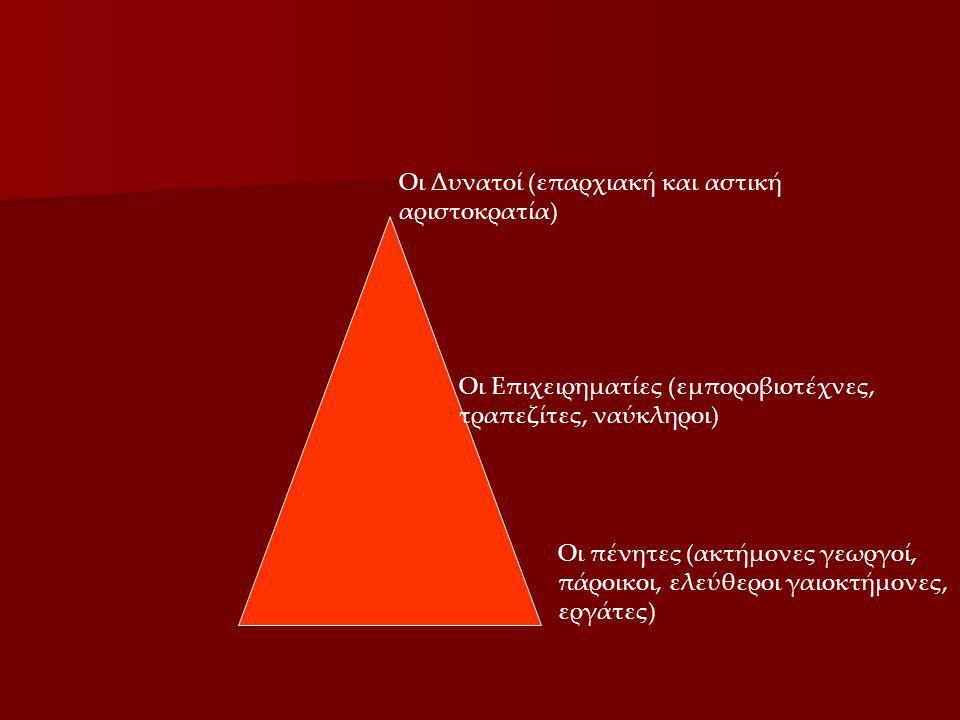 Οι Δυνατοί (επαρχιακή και αστική
αριστοκρατία)
Οι Επιχειρηματίες (εμποροβιοτέχνες,
τραπεζίτες, ναύκληροι)
Οι πένητες (ακτήμονες γεωργοί,
πάροικοι, ελεύθεροι γαιοκτήμονες,
εργάτες)